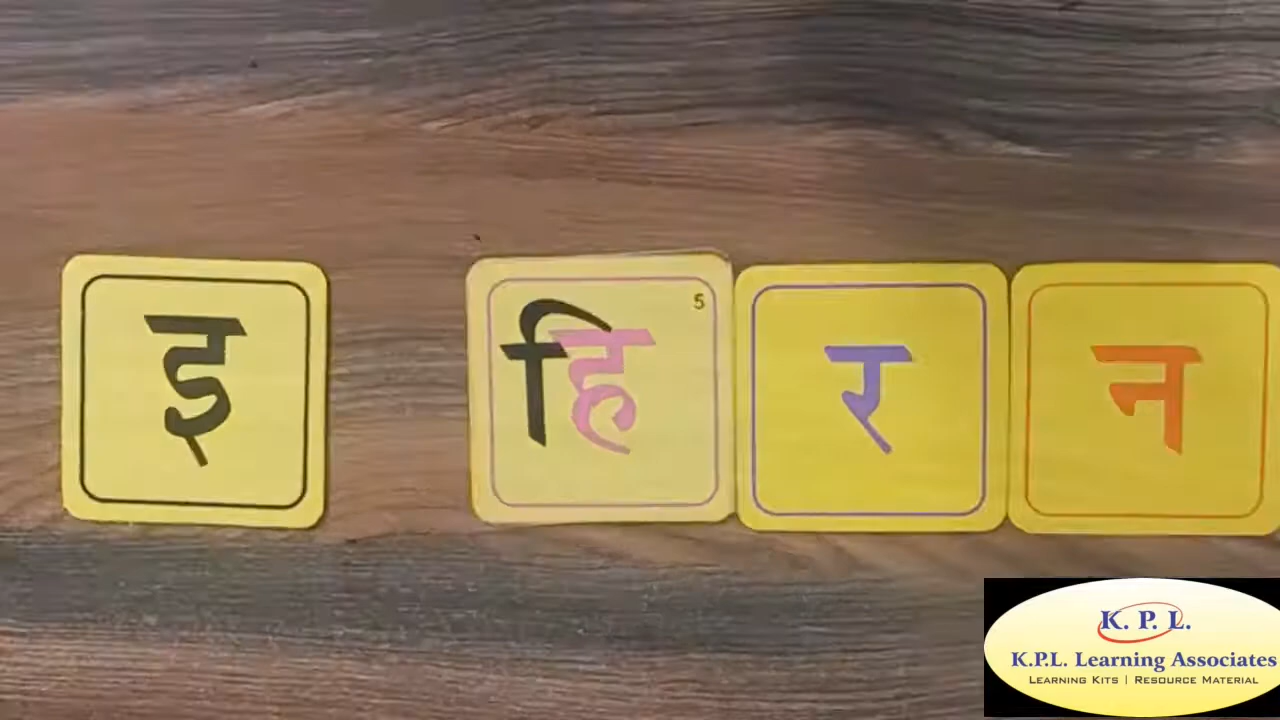 इ हि र न
5
K. P. L.
K.P.L. Learning Associates
LEARNING KITS | RESOURCE MATERIAL